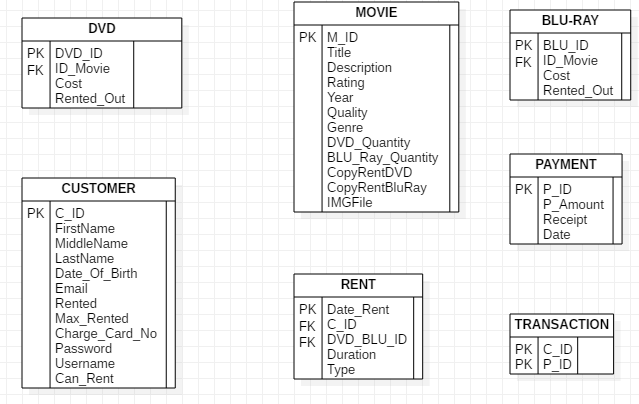 DVD
PK DVD_ID
FK ID_Movie
Cost
Rented_Out
MOVIE
PK M_ID
Title
Description
Rating
Year
Quality
Genre
DVD_Quantity
BLU_Ray_Quantity
CopyRentDVD
CopyRentBluRay
IMGFile
BLU-RAY
PK BLU_ID
FK ID_Movie
Cost
Rented_Out
CUSTOMER
PK C_ID
FirstName
MiddleName
LastName
Date_Of_Birth
Email
Rented
Max_Rented
Charge_Card_No
Password
Username
Can_Rent
RENT
PK Date_Rent
FK C_ID
FK DVD_BLU_ID
Duration
Type
PAYMENT
PK P_ID
P_Amount
Receipt
Date
TRANSACTION
PK C_ID
PK P_ID